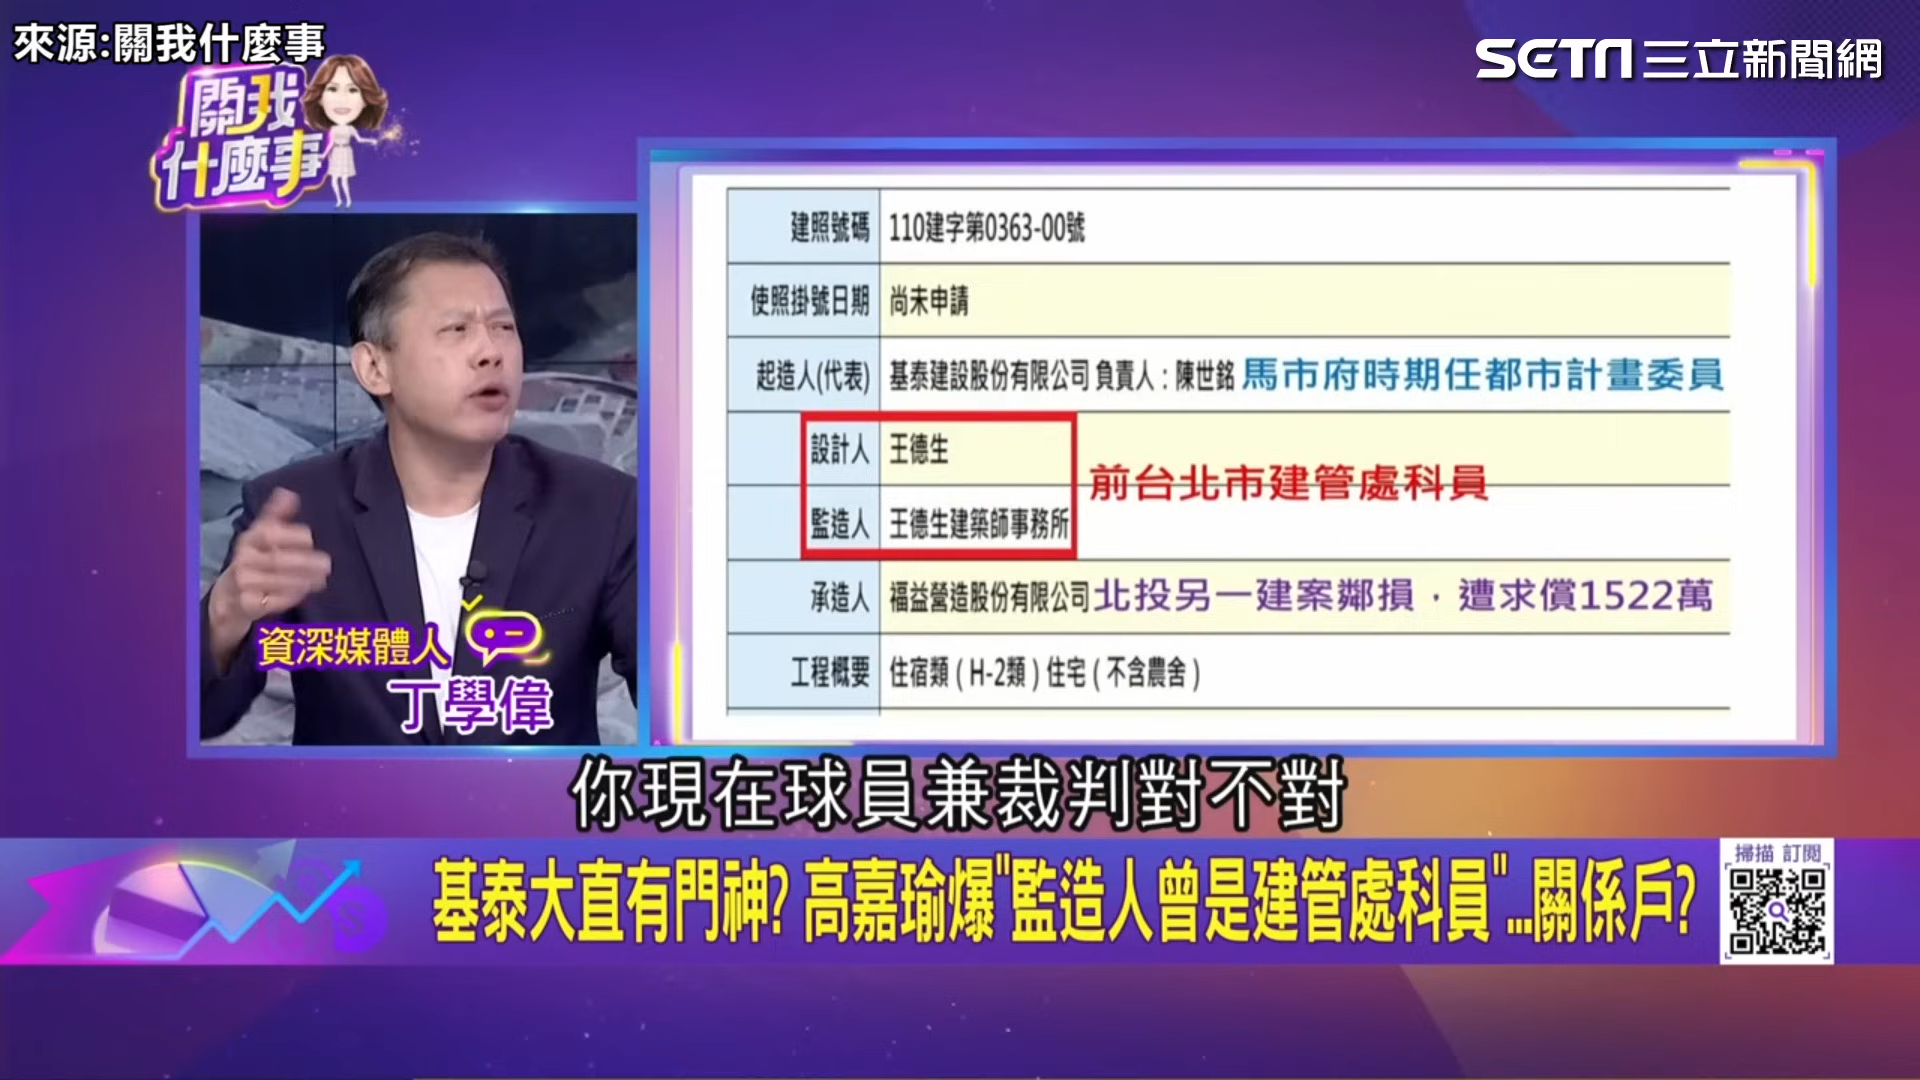 來源:關我什麼事
SETN三立新聞網
關我
什麼事
建照號碼 110建字第0363-00號
使照掛號日期 尚未申請
起造人(代表) 基泰建設股份有限公司 負責人：陳世銘 馬市府時期任都市計畫委員
設計人 王德生
前台北市建管處科員
監造人 王德生建築師事務所
承造人 福益營造股份有限公司 北投另一建案鄰損，遭求償1522萬
工程概要 住宿類(H-2類)住宅(不含農舍)
資深媒體人
丁學偉
你現在球員兼裁判對不對
基泰大直有門神? 高嘉瑜爆"監造人曾是建管處科員"...關係戶?
掃描 訂閱